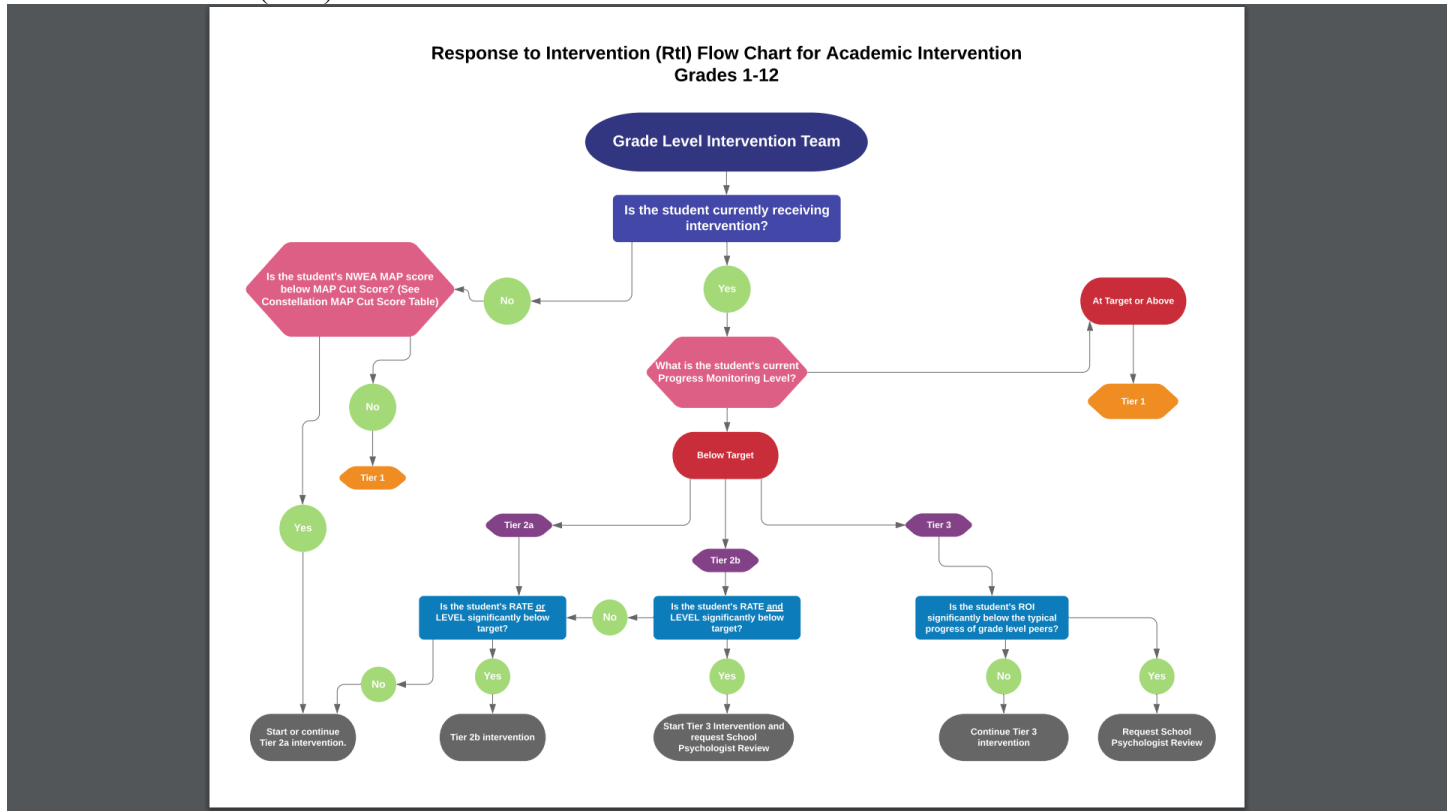 Response to Intervention (RtI) Flow Chart for Academic Intervention
Grades 1-12
Grade Level Intervention Team
Is the student currently receiving
intervention?
Is the student's NWEA MAP score
below MAP Cut Score? (See
Constellation MAP Cut Score Table)
No
Yes
At Target or Above
What is the student's current
Progress Monitoring Level?
Tier 1
No
Below Target
Tier 1
Yes
Tier 2a
Tier 3
Tier 2b
Is the student's RATE or
LEVEL significantly below
target?
No
Is the student's RATE and
LEVEL significantly below
target?
Is the student's ROI
significantly below the typical
progress of grade level peers?
No
Yes
Yes
No
Yes
Start or continue
Tier 2a intervention.
Tier 2b intervention
Start Tier 3 Intervention and
request School
Psychologist Review
Continue Tier 3
intervention
Request School
Psychologist Review